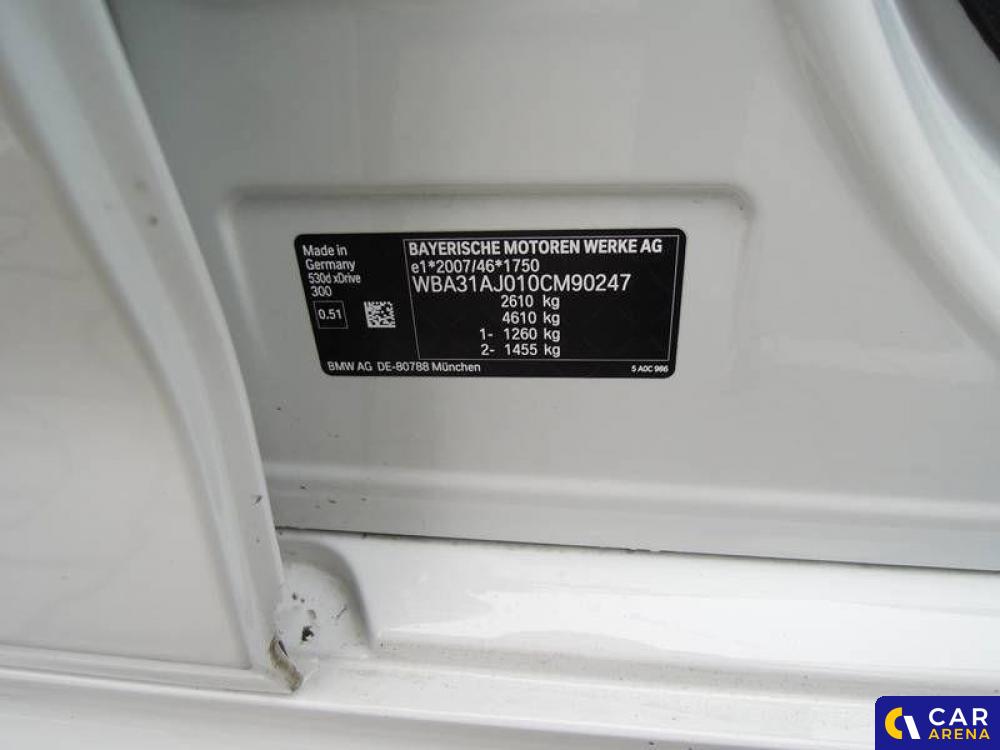 Made in
Germany
530d xDrive
300
0.51
BAYERISCHE MOTOREN WERKE AG
e1*2007/46*1750
WBA31AJ010CM90247
2610 kg
4610 kg
1- 1260 kg
2- 1455 kg
BMW AG DE-80788 München
5 A0C 986
CAR
ARENA